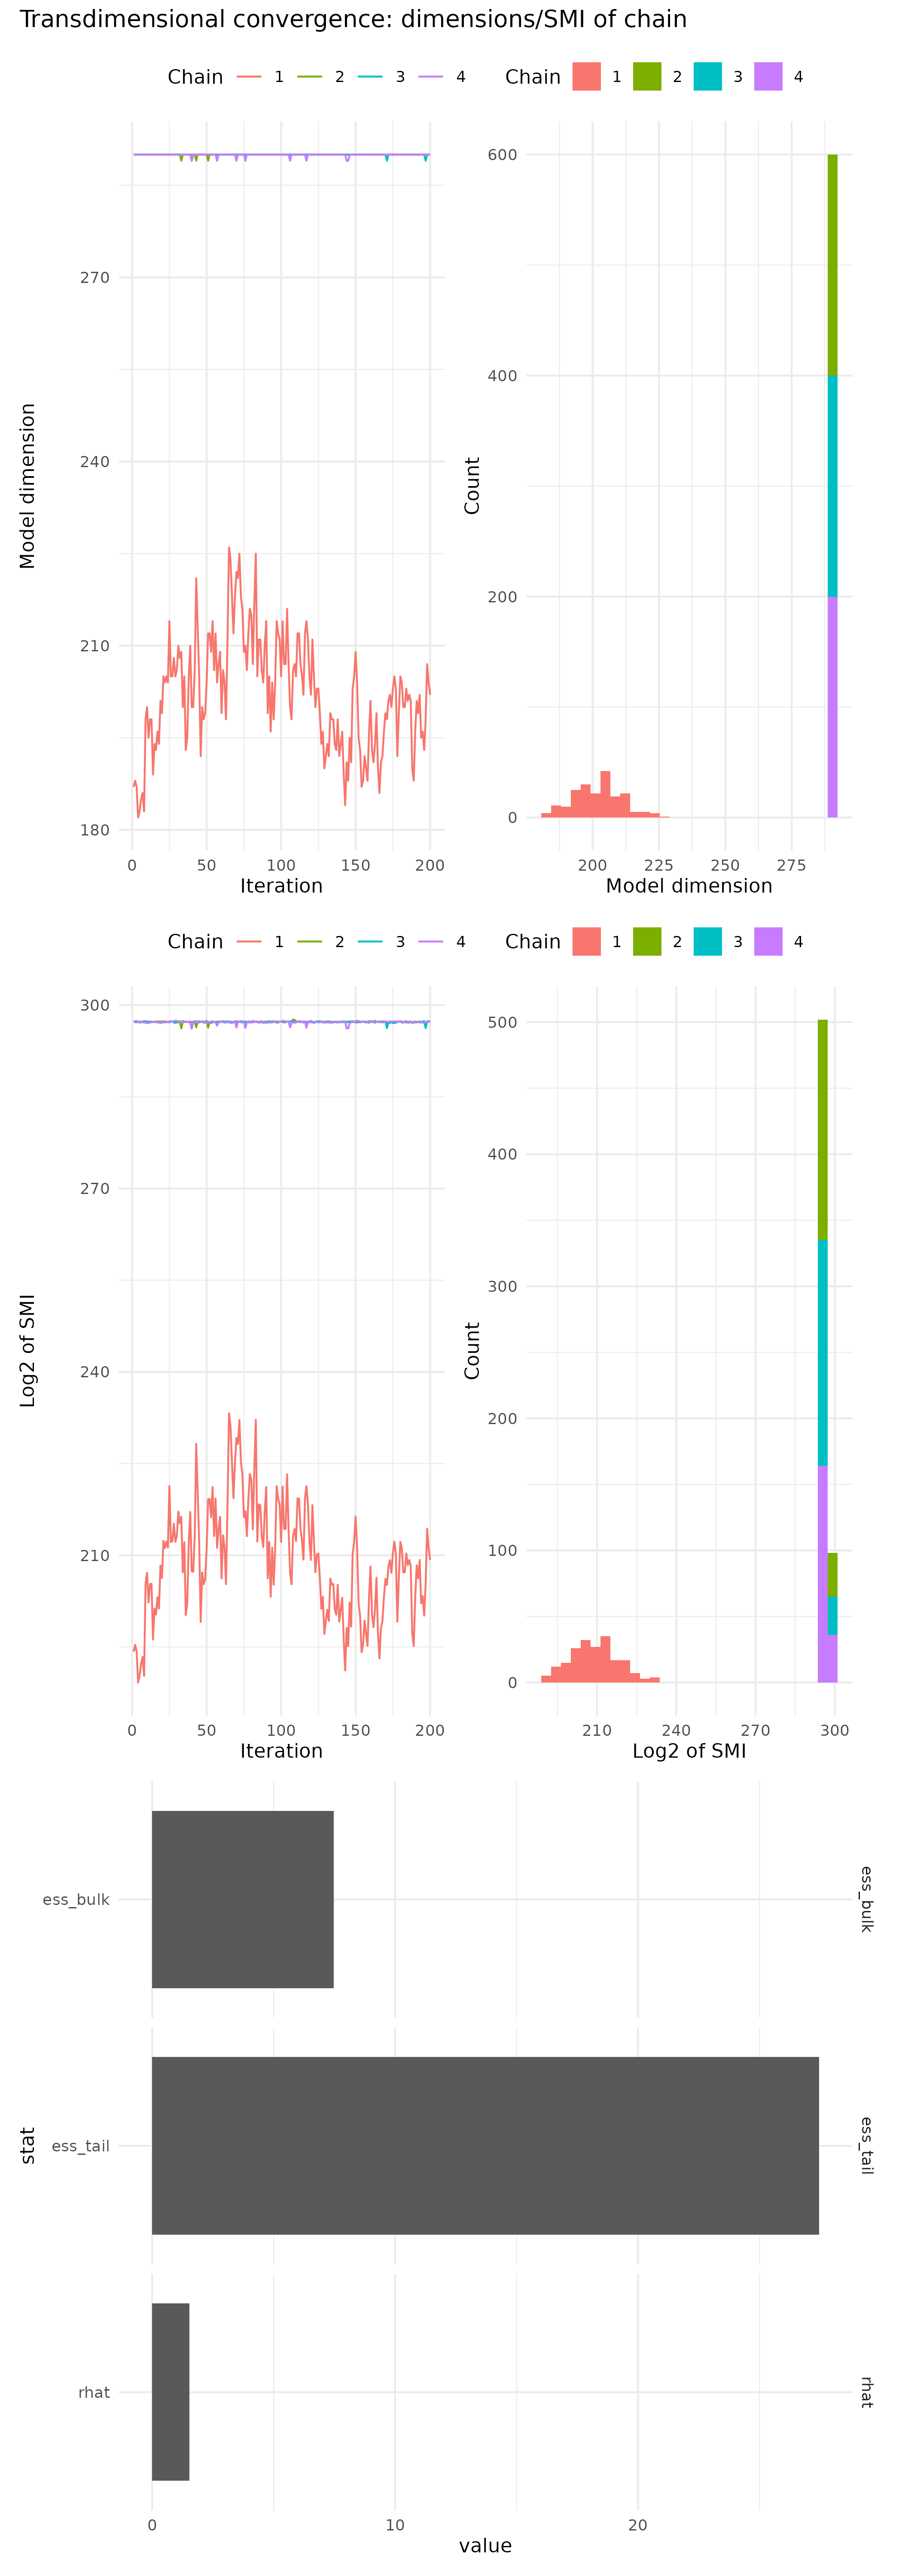 Transdimensional convergence: dimensions/SMI of chain
Chain 1 2 3 4
Chain 1 2 3 4
Model dimension
270
240
210
180
0 50 100 150 200
Iteration
Count
600
400
200
0
200 225 250 275
Model dimension
Chain 1 2 3 4
Chain 1 2 3 4
Log2 of SMI
300
270
240
210
0 50 100 150 200
Iteration
Count
500
400
300
200
100
0
210 240 270 300
Log2 of SMI
stat
ess_bulk
ess_bulk
ess_tail
ess_tail
rhat
rhat
0 10 20
value